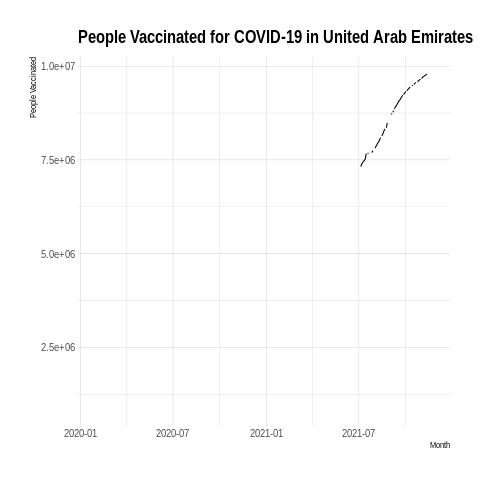 People Vaccinated for COVID-19 in United Arab Emirates
People Vaccinated
1.0e+07
7.5e+06
5.0e+06
2.5e+06
2020-01
2020-07
2021-01
2021-07
Month